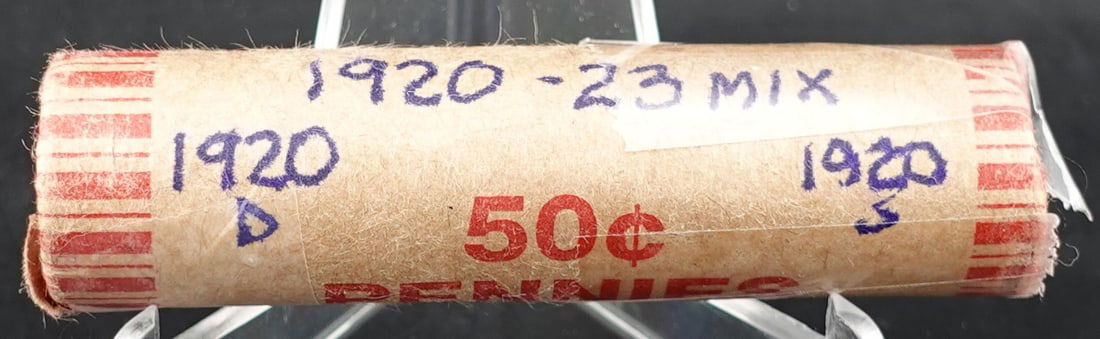 1920-23 MIX
1920 1920
D S
50¢
PENNIES